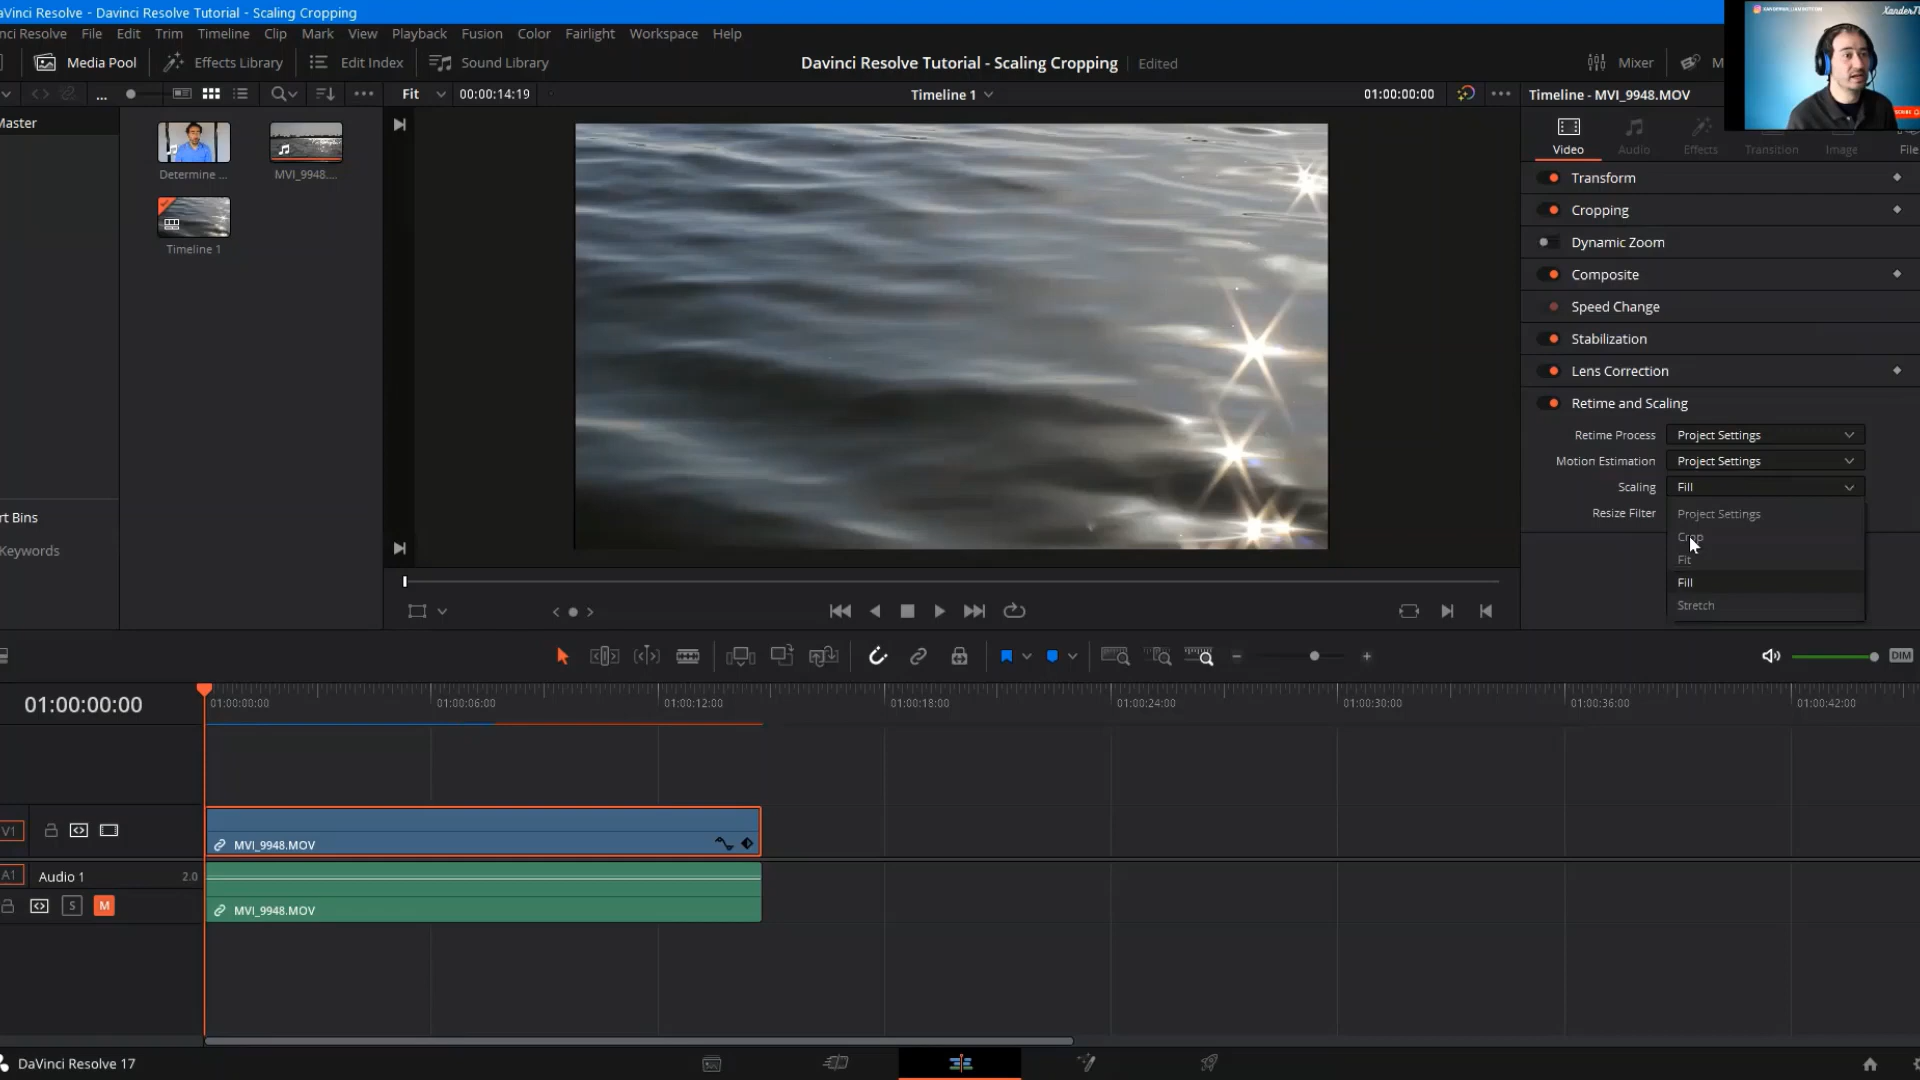 aVinci Resolve - Davinci Resolve Tutorial - Scaling Cropping
nci Resolve File Edit Trim Timeline Clip Mark View Playback Fusion Color Fairlight Workspace Help
Media Pool Effects Library Edit Index Sound Library Davinci Resolve Tutorial - Scaling Cropping Edited Mixer M
... Fit 00:00:14:19 Timeline 1 01:00:00:00 Timeline - MVI_9948.MOV
Master
Determine ... MVI_9948....
Timeline 1
rt Bins
Keywords
Video Audio Effects Transition Image File
Transform
Cropping
Dynamic Zoom
Composite
Speed Change
Stabilization
Lens Correction
Retime and Scaling
Retime Process Project Settings
Motion Estimation Project Settings
Scaling Fill
Resize Filter Project Settings
Crop
Fit
Fill
Stretch
DIM
01:00:00:00 01:00:00:00 01:00:06:00 01:00:12:00 01:00:18:00 01:00:24:00 01:00:30:00 01:00:36:00 01:00:42:00
V1 MVI_9948.MOV
A1 Audio 1 2.0
S M MVI_9948.MOV
DaVinci Resolve 17